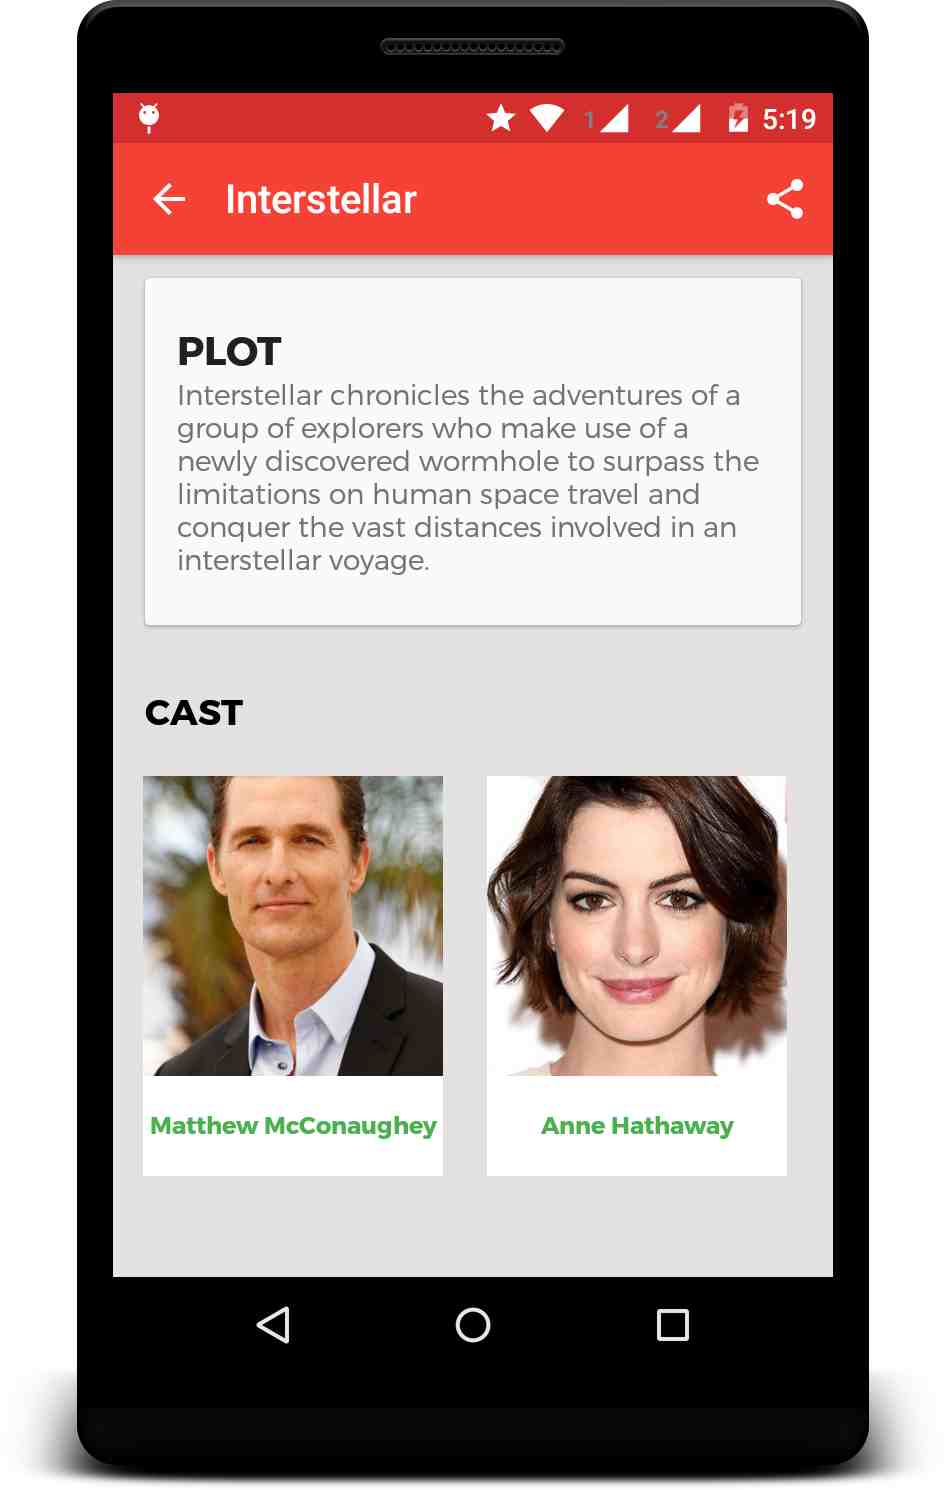 1 2 5:19
Interstellar
PLOT
Interstellar chronicles the adventures of a
group of explorers who make use of a
newly discovered wormhole to surpass the
limitations on human space travel and
conquer the vast distances involved in an
interstellar voyage.
CAST
Matthew McConaughey
Anne Hathaway